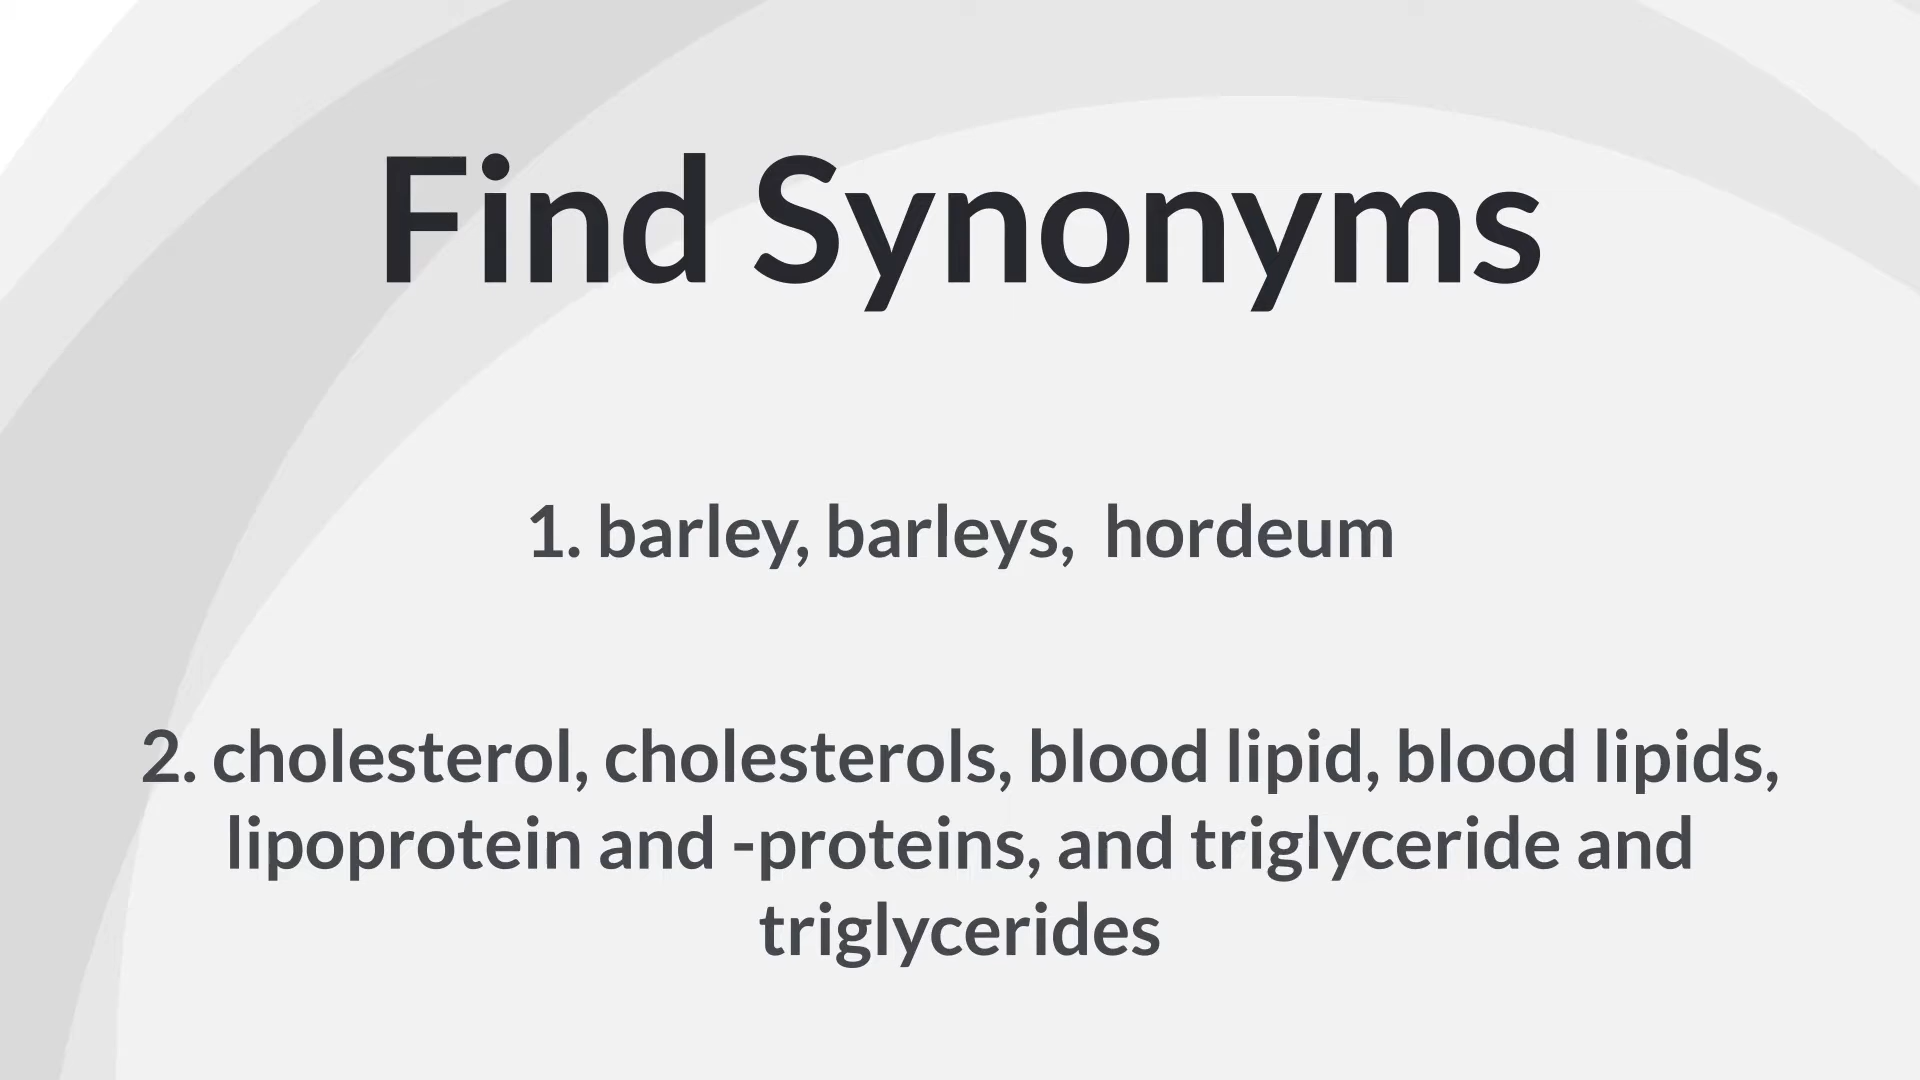 Find Synonyms
1. barley, barleys,  hordeum
2. cholesterol, cholesterols, blood lipid, blood lipids,
lipoprotein and -proteins, and triglyceride and
triglycerides